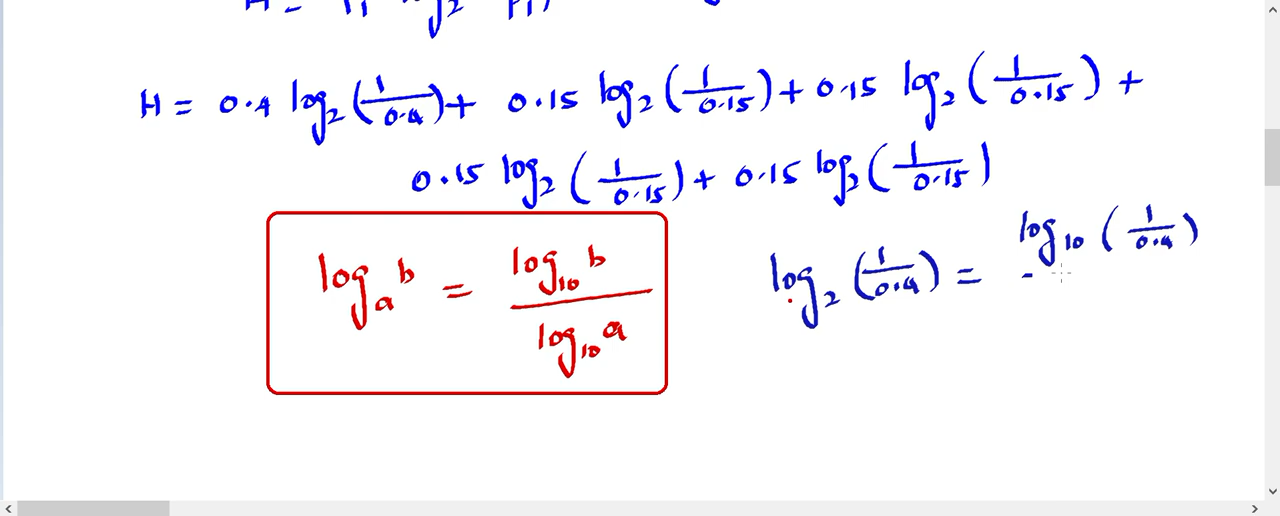 H = 0.4 log₂(1/0.4) + 0.15 log₂(1/0.15) + 0.15 log₂(1/0.15) +
0.15 log₂(1/0.15) + 0.15 log₂(1/0.15)
logₐ b = log₁₀ b / log₁₀ a
log₂(1/0.4) = log₁₀(1/0.4)